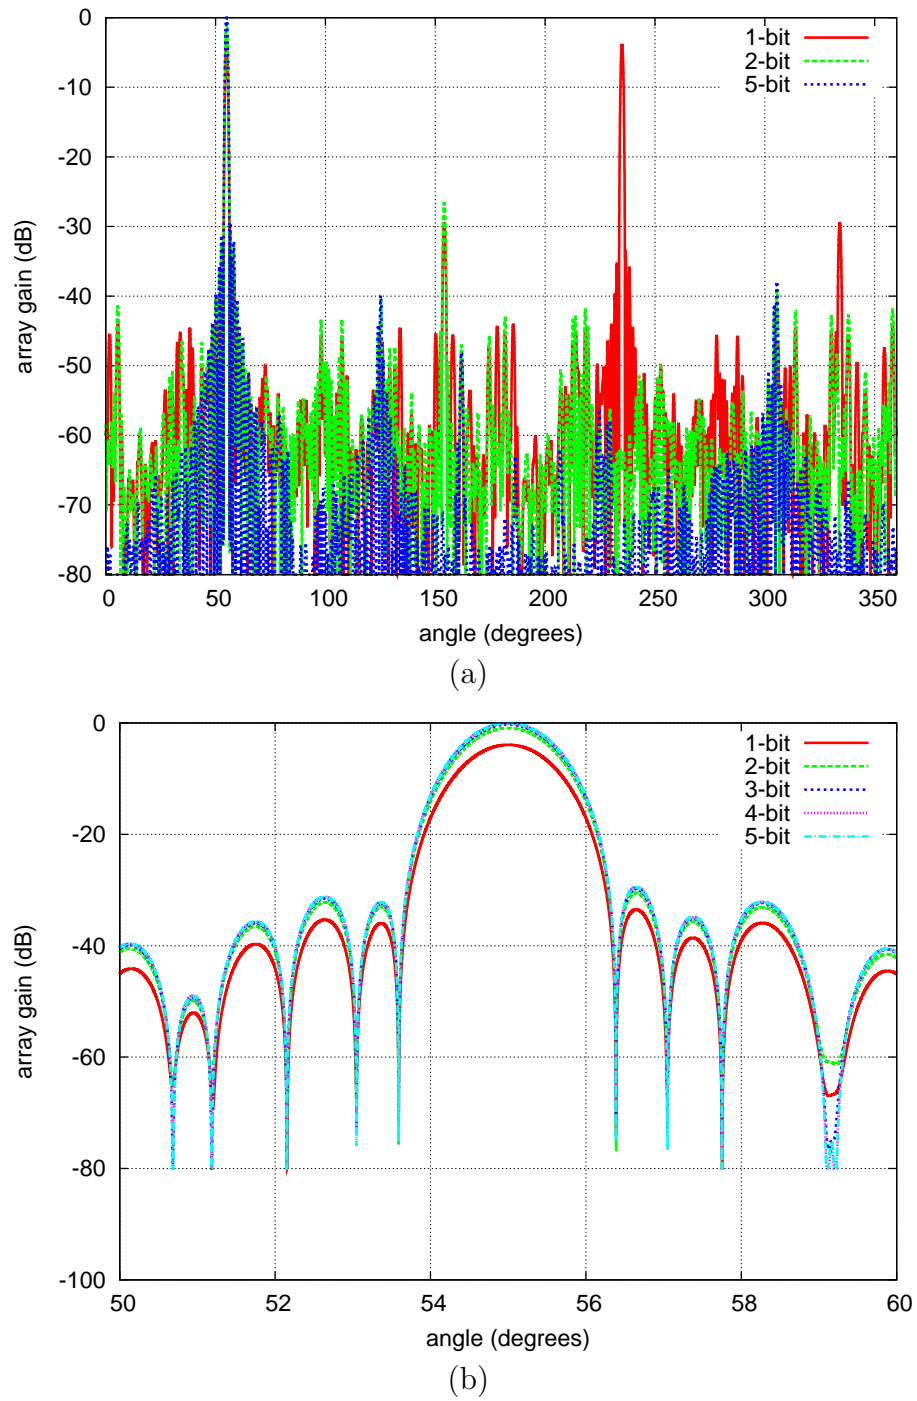 0
-10
-20
-30
-40
-50
-60
-70
-80
array gain (dB)
1-bit
2-bit
5-bit
0 50 100 150 200 250 300 350
angle (degrees)
(a)
0
-20
-40
-60
-80
-100
array gain (dB)
1-bit
2-bit
3-bit
4-bit
5-bit
50 52 54 56 58 60
angle (degrees)
(b)